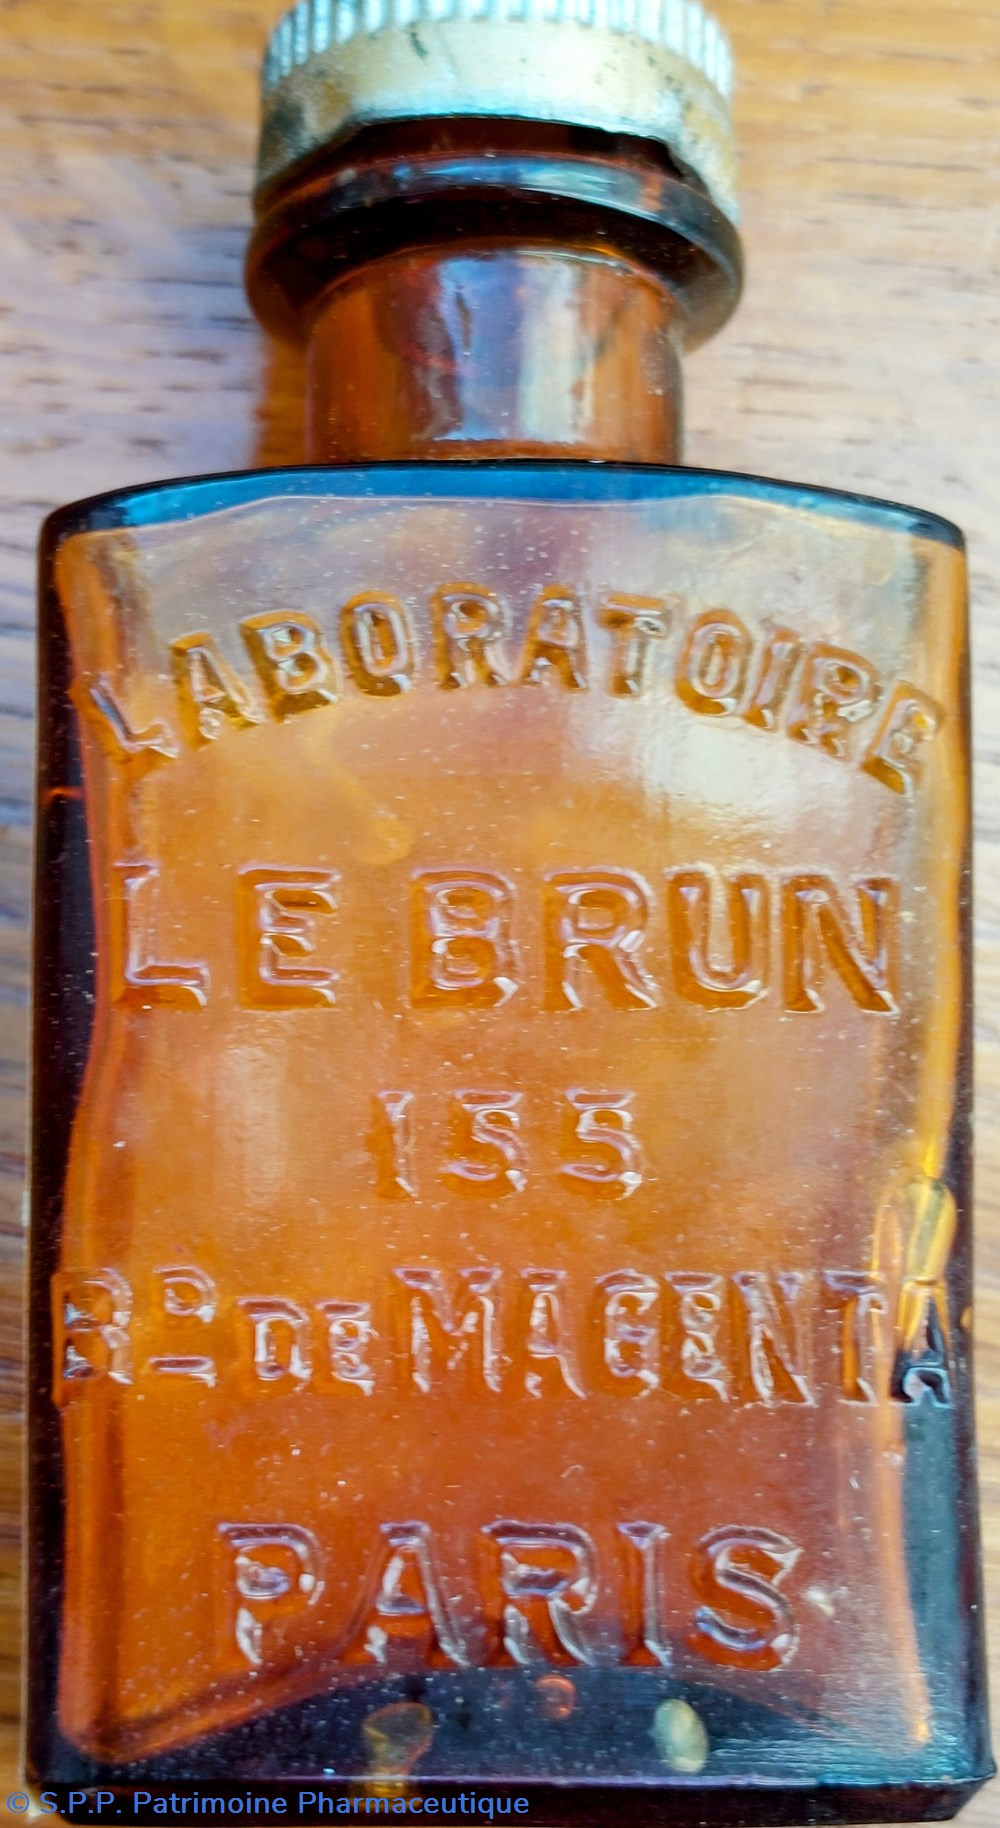 LABORATOIRE
LE BRUN
155
Bᴰ DE MAGENTA
PARIS
© S.P.P. Patrimoine Pharmaceutique